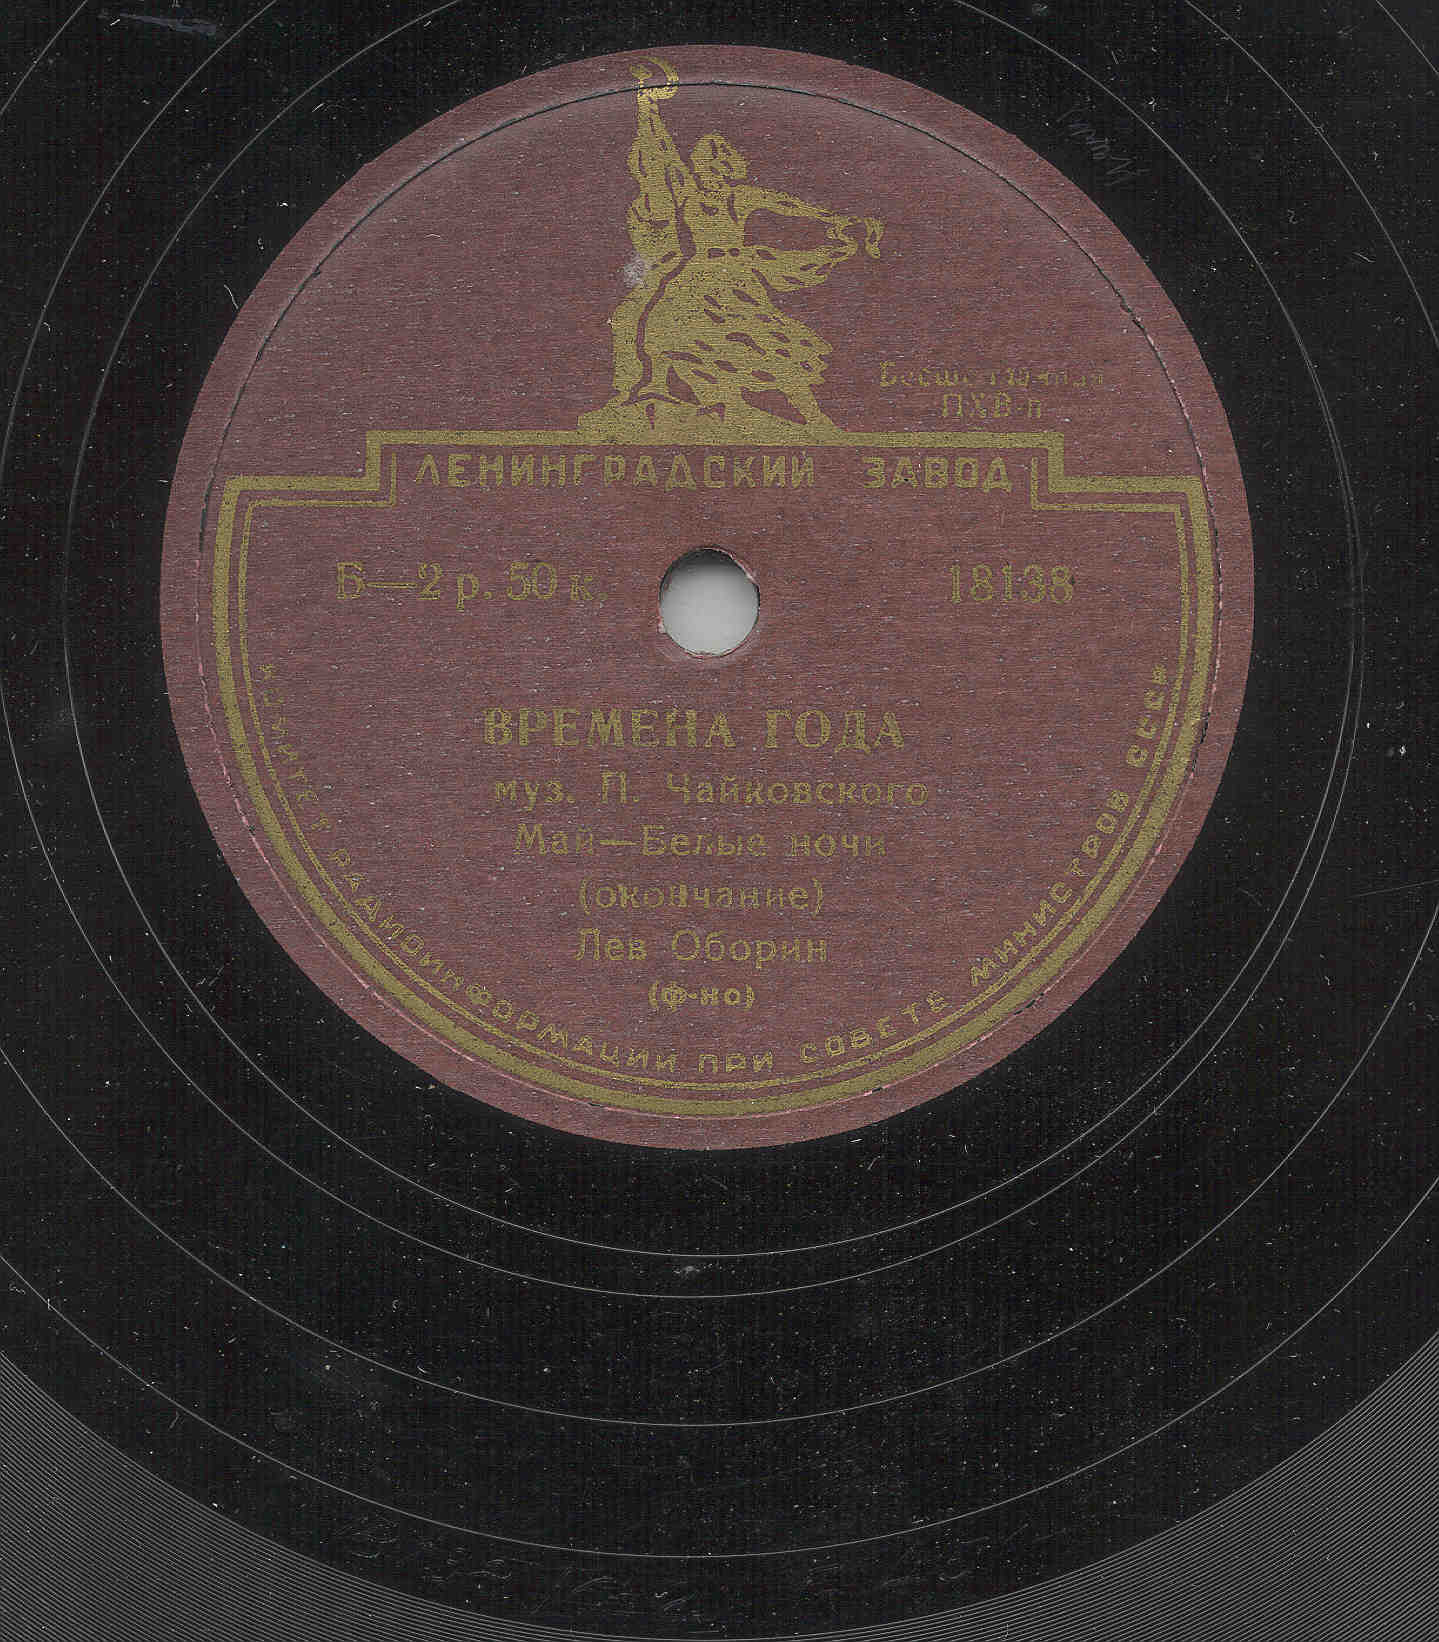 Бесшеллачная
ПХВ-п
ЛЕНИНГРАДСКИЙ ЗАВОД
Б—2 р. 50 к. 18138
ВРЕМЕНА ГОДА
муз. П. Чайковского
Май—Белые ночи
(окончание)
Лев Оборин
(ф-но)
КОМИТЕТ РАДИОИНФОРМАЦИИ ПРИ СОВЕТЕ МИНИСТРОВ СССР